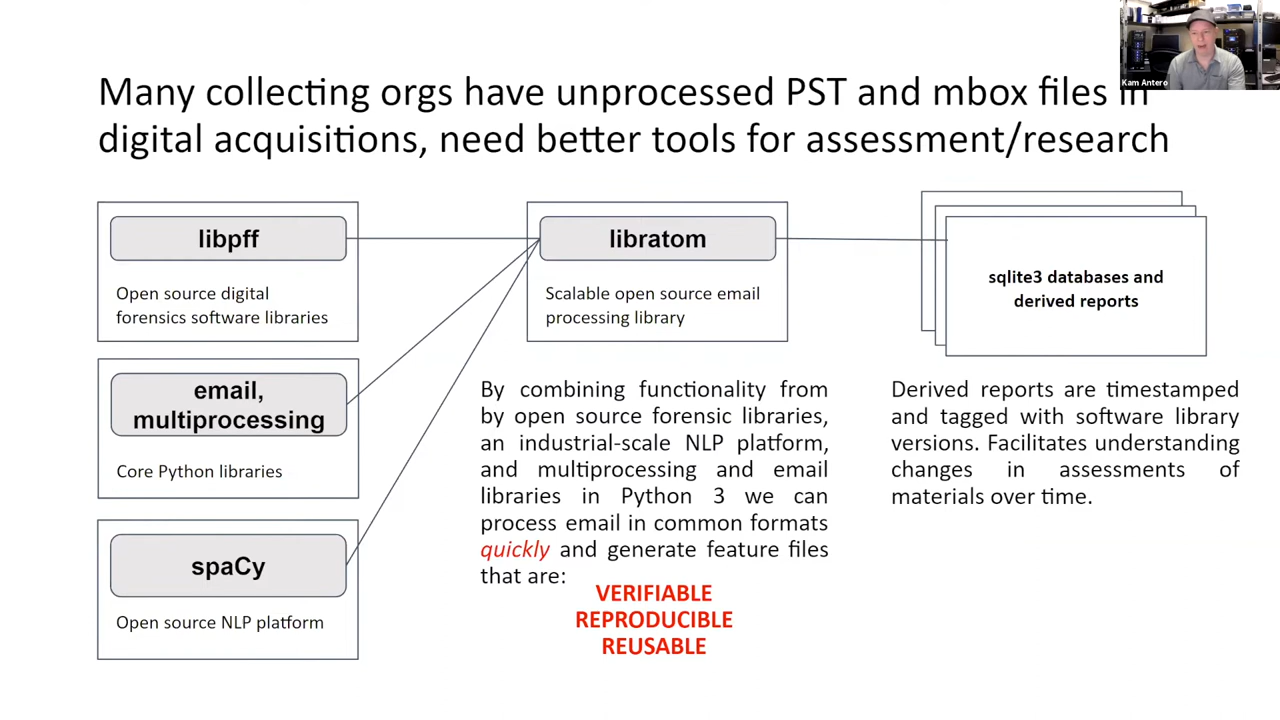 Many collecting orgs have unprocessed PST and mbox files in
digital acquisitions, need better tools for assessment/research
Kam Antero
libpff
Open source digital
forensics software libraries
email,
multiprocessing
Core Python libraries
spaCy
Open source NLP platform
libratom
Scalable open source email
processing library
By combining functionality from
by open source forensic libraries,
an industrial-scale NLP platform,
and multiprocessing and email
libraries in Python 3 we can
process email in common formats
quickly and generate feature files
that are:
VERIFIABLE
REPRODUCIBLE
REUSABLE
sqlite3 databases and
derived reports
Derived reports are timestamped
and tagged with software library
versions. Facilitates understanding
changes in assessments of
materials over time.